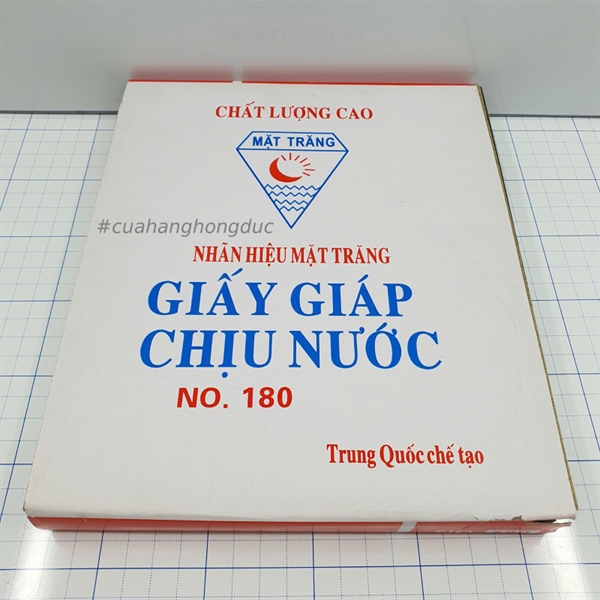 CHẤT LƯỢNG CAO
MẶT TRĂNG
#cuahanghongduc
NHÃN HIỆU MẶT TRĂNG
GIẤY GIÁP
CHỊU NƯỚC
NO. 180
Trung Quốc chế tạo